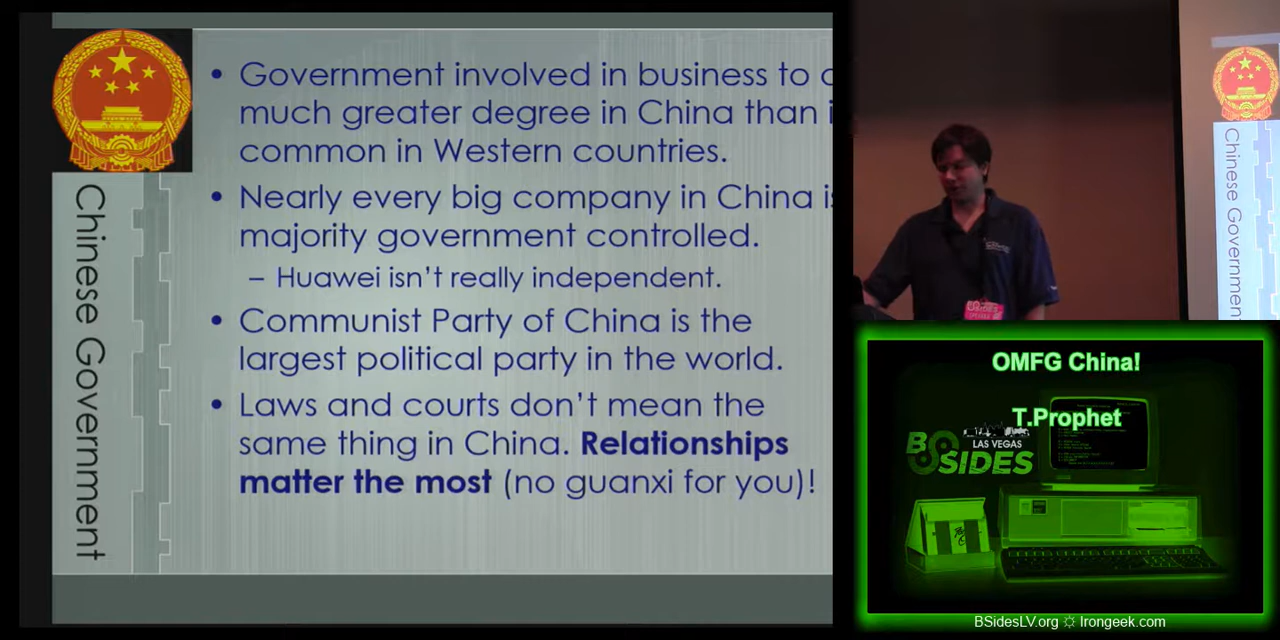 Chinese Government
• Government involved in business to a
much greater degree in China than i
common in Western countries.
• Nearly every big company in China is
majority government controlled.
– Huawei isn't really independent.
• Communist Party of China is the
largest political party in the world.
• Laws and courts don't mean the
same thing in China. Relationships
matter the most (no guanxi for you)!
Chinese Government
BSIDES
OMFG China!
T.Prophet
LAS VEGAS
BSIDES
BSidesLV.org ☼ Irongeek.com